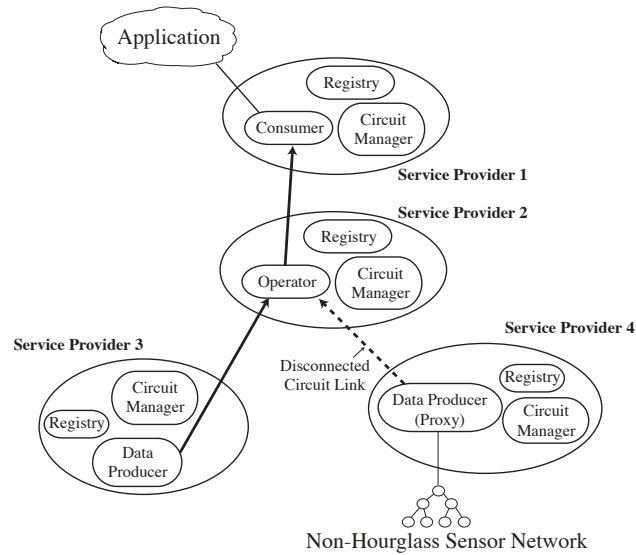 Application
Registry
Consumer
Circuit
Manager
Service Provider 1
Service Provider 2
Registry
Operator
Circuit
Manager
Service Provider 3
Service Provider 4
Disconnected
Circuit Link
Circuit
Manager
Registry
Data
Producer
Registry
Data Producer
(Proxy)
Circuit
Manager
Non-Hourglass Sensor Network